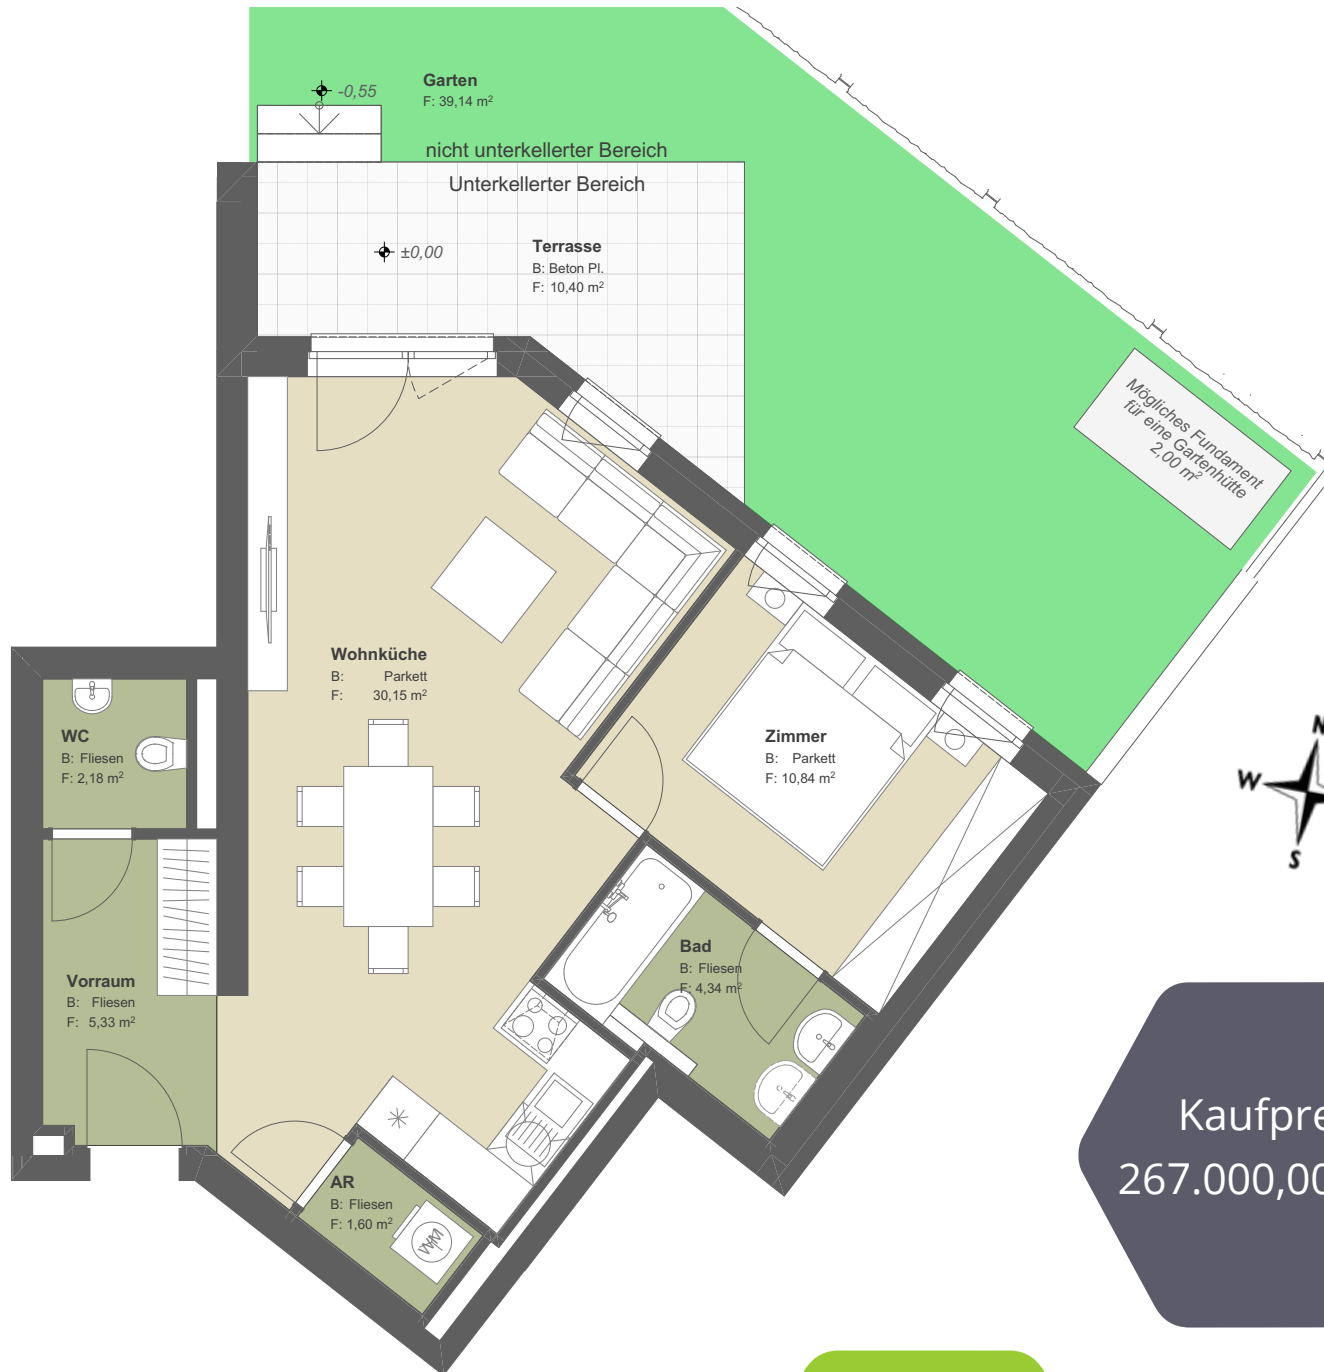 -0,55
Garten
F: 39,14 m²
nicht unterkellerter Bereich
Unterkellerter Bereich
±0,00
Terrasse
B: Beton Pl.
F: 10,40 m²
Mögliches Fundament
für eine Gartenhütte
2,00 m²
Wohnküche
B: Parkett
F: 30,15 m²
WC
B: Fliesen
F: 2,18 m²
Zimmer
B: Parkett
F: 10,84 m²
N
W
S
Bad
B: Fliesen
F: 4,34 m²
Vorraum
B: Fliesen
F: 5,33 m²
Kaufpre
267.000,00
AR
B: Fliesen
F: 1,60 m²
WM